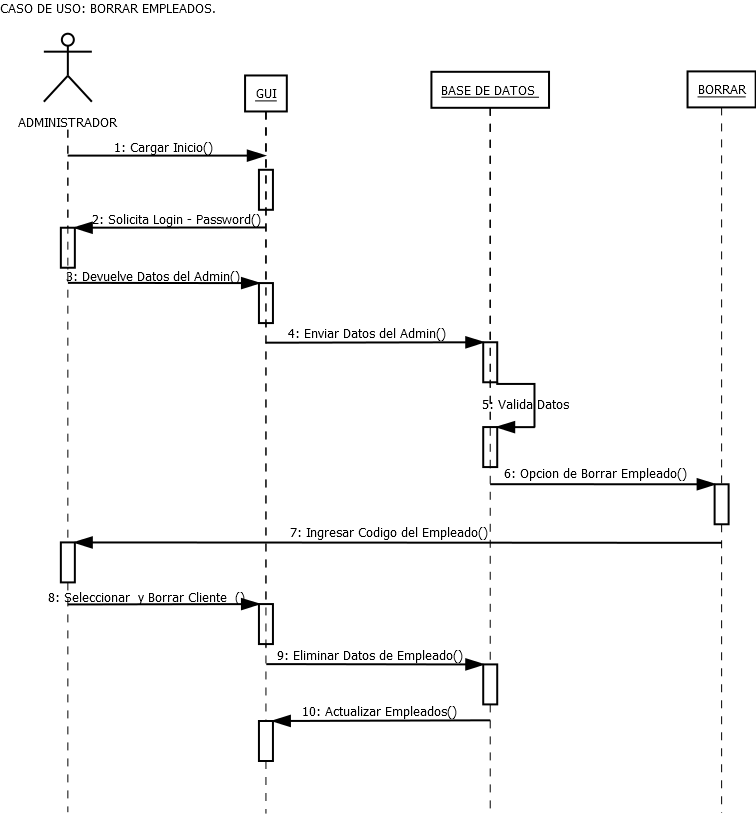 CASO DE USO: BORRAR EMPLEADOS.
GUI
BASE DE DATOS
BORRAR
ADMINISTRADOR
1: Cargar Inicio()
2: Solicita Login - Password()
3: Devuelve Datos del Admin()
4: Enviar Datos del Admin()
5: Valida Datos
6: Opcion de Borrar Empleado()
7: Ingresar Codigo del Empleado()
8: Seleccionar  y Borrar Cliente  ()
9: Eliminar Datos de Empleado()
10: Actualizar Empleados()